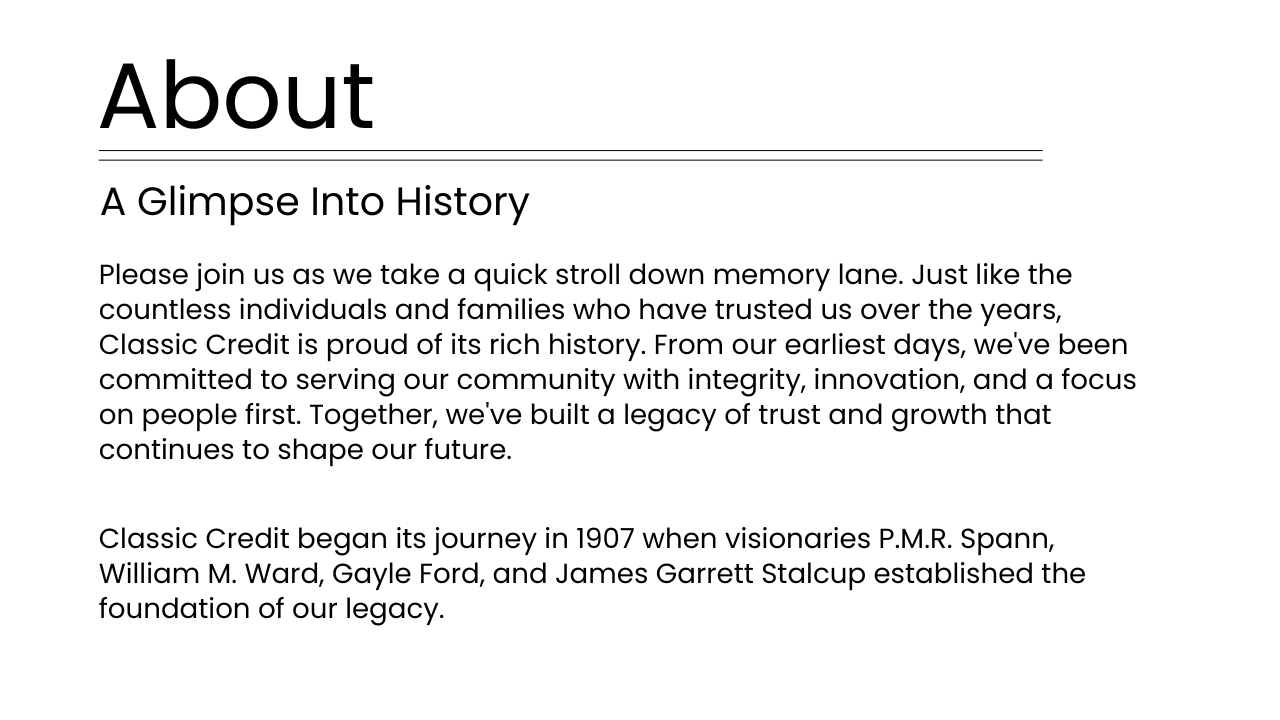 About
A Glimpse Into History
Please join us as we take a quick stroll down memory lane. Just like the
countless individuals and families who have trusted us over the years,
Classic Credit is proud of its rich history. From our earliest days, we've been
committed to serving our community with integrity, innovation, and a focus
on people first. Together, we've built a legacy of trust and growth that
continues to shape our future.
Classic Credit began its journey in 1907 when visionaries P.M.R. Spann,
William M. Ward, Gayle Ford, and James Garrett Stalcup established the
foundation of our legacy.